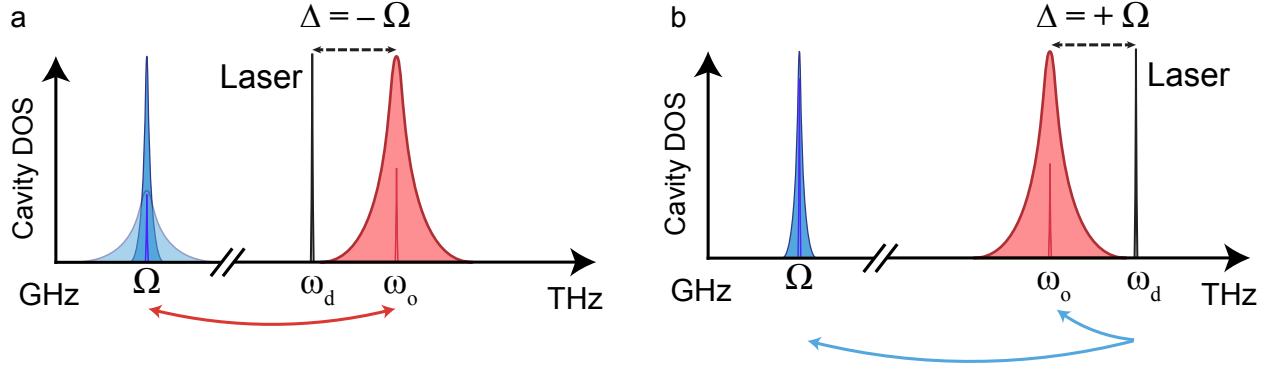 a
Δ = – Ω
Laser
Cavity DOS
GHz
Ω
ω_d
ω_o
THz
b
Δ = + Ω
Laser
Cavity DOS
GHz
Ω
ω_o
ω_d
THz